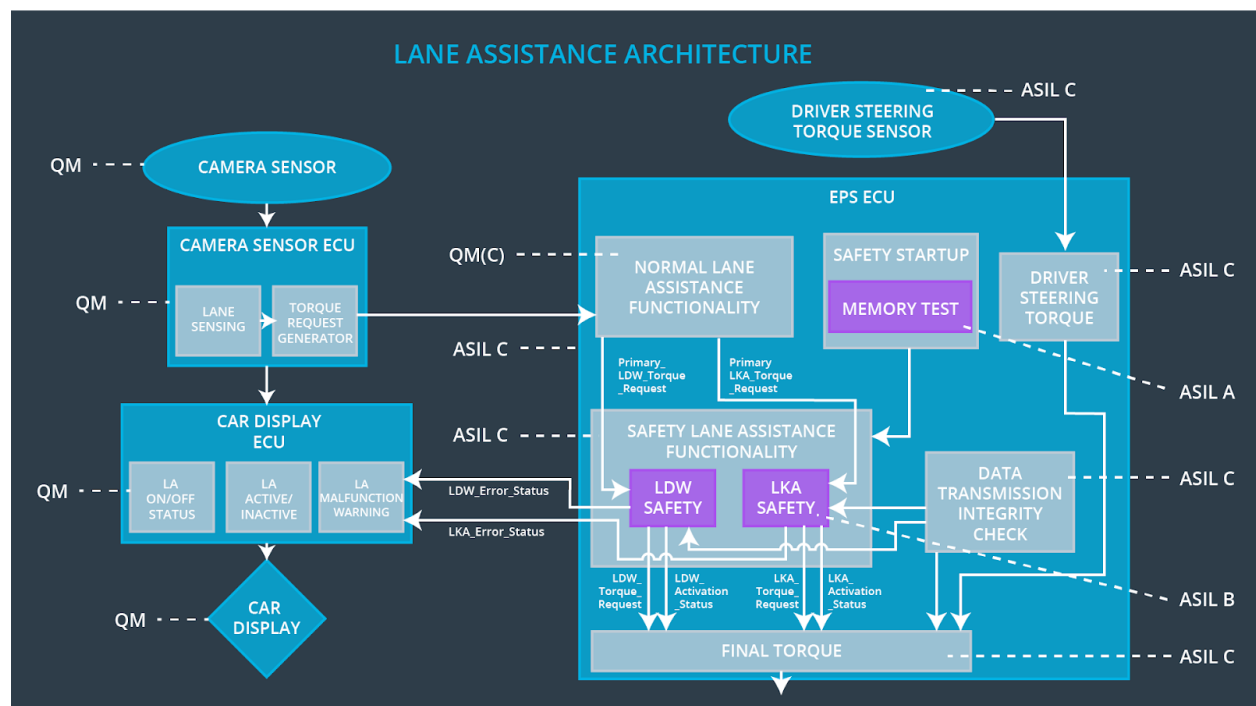 LANE ASSISTANCE ARCHITECTURE
ASIL C
DRIVER STEERING
TORQUE SENSOR
QM
CAMERA SENSOR
EPS ECU
CAMERA SENSOR ECU
QM
LANE
SENSING
TORQUE
REQUEST
GENERATOR
QM(C)
NORMAL LANE
ASSISTANCE
FUNCTIONALITY
SAFETY STARTUP
MEMORY TEST
DRIVER
STEERING
TORQUE
ASIL C
ASIL C
ASIL A
Primary_
LDW_Torque
_Request
Primary
LKA_Torque
_Request
ASIL C
SAFETY LANE ASSISTANCE
FUNCTIONALITY
CAR DISPLAY
ECU
QM
LA
ON/OFF
STATUS
LA
ACTIVE/
INACTIVE
LA
MALFUNCTION
WARNING
LDW_Error_Status
LKA_Error_Status
LDW
SAFETY
LKA
SAFETY
DATA
TRANSMISSION
INTEGRITY
CHECK
ASIL C
LDW_
Torque_
Request
LDW_
Activation
_Status
LKA_
Torque_
Request
LKA_
Activation
_Status
ASIL B
QM
CAR
DISPLAY
FINAL TORQUE
ASIL C